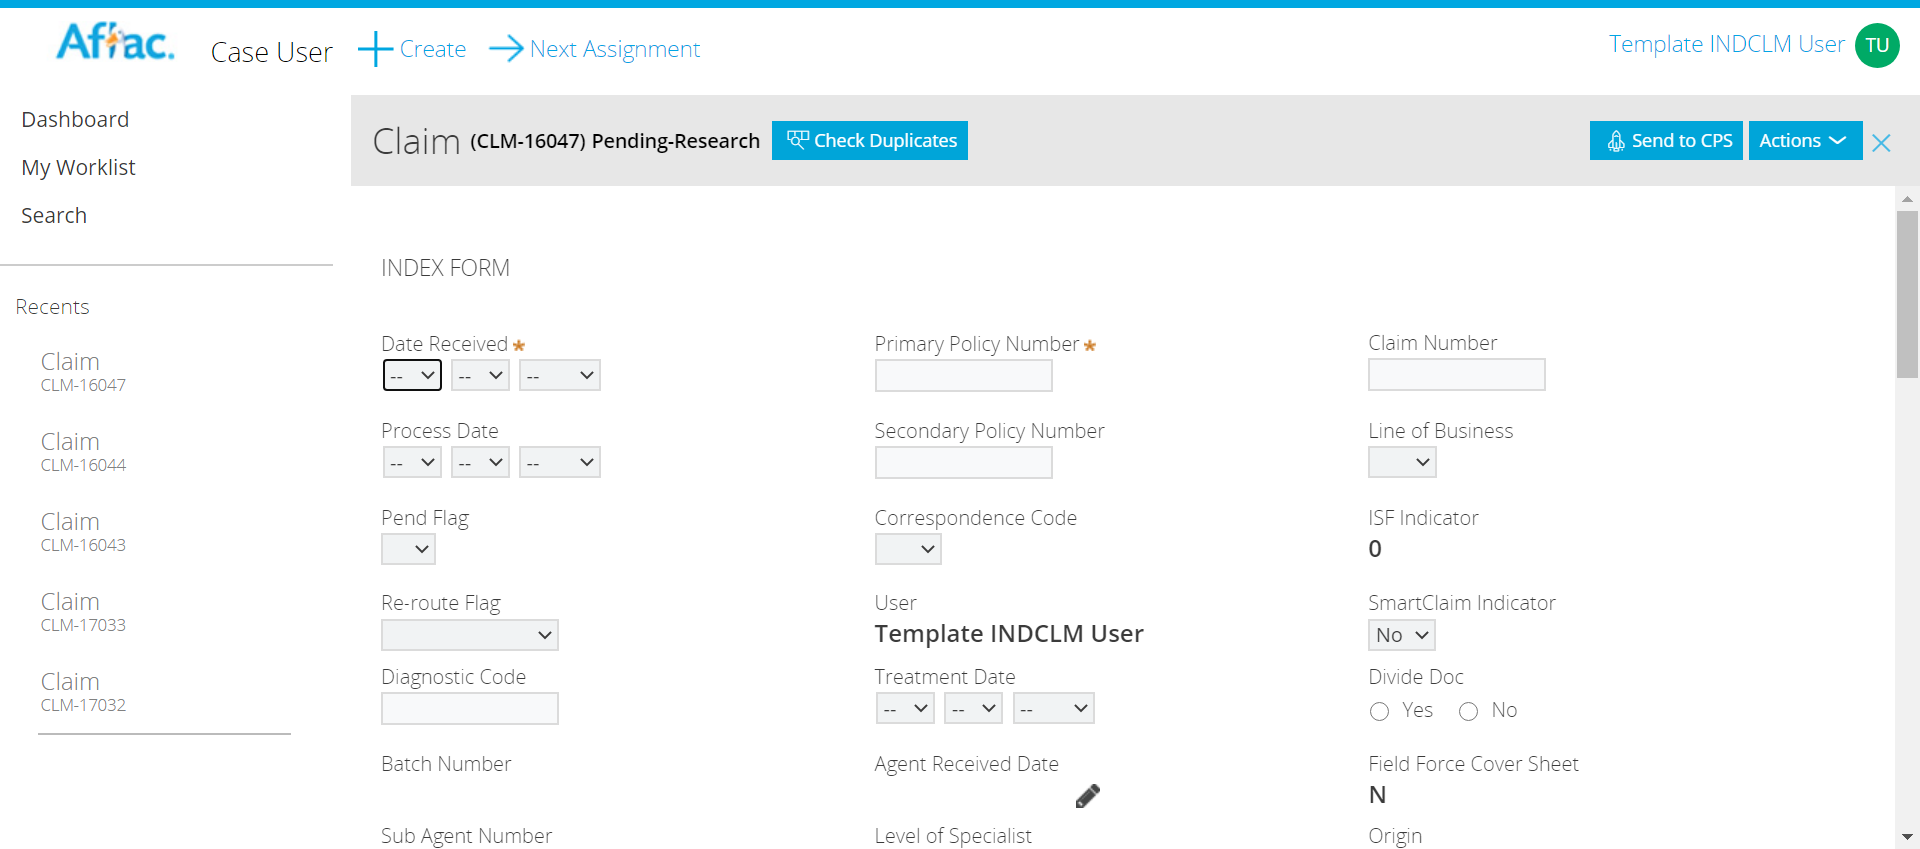 Aflac.
Case User
Create
Next Assignment
Template INDCLM User
TU
Dashboard
My Worklist
Search
Recents
Claim
CLM-16047
Claim
CLM-16044
Claim
CLM-16043
Claim
CLM-17033
Claim
CLM-17032
Claim (CLM-16047) Pending-Research
Check Duplicates
Send to CPS
Actions
INDEX FORM
Date Received *
-- -- --
Primary Policy Number *
Claim Number
Process Date
-- -- --
Secondary Policy Number
Line of Business
Pend Flag
Correspondence Code
ISF Indicator
0
Re-route Flag
User
Template INDCLM User
SmartClaim Indicator
No
Diagnostic Code
Treatment Date
-- -- --
Divide Doc
Yes No
Batch Number
Agent Received Date
Field Force Cover Sheet
N
Sub Agent Number
Level of Specialist
Origin